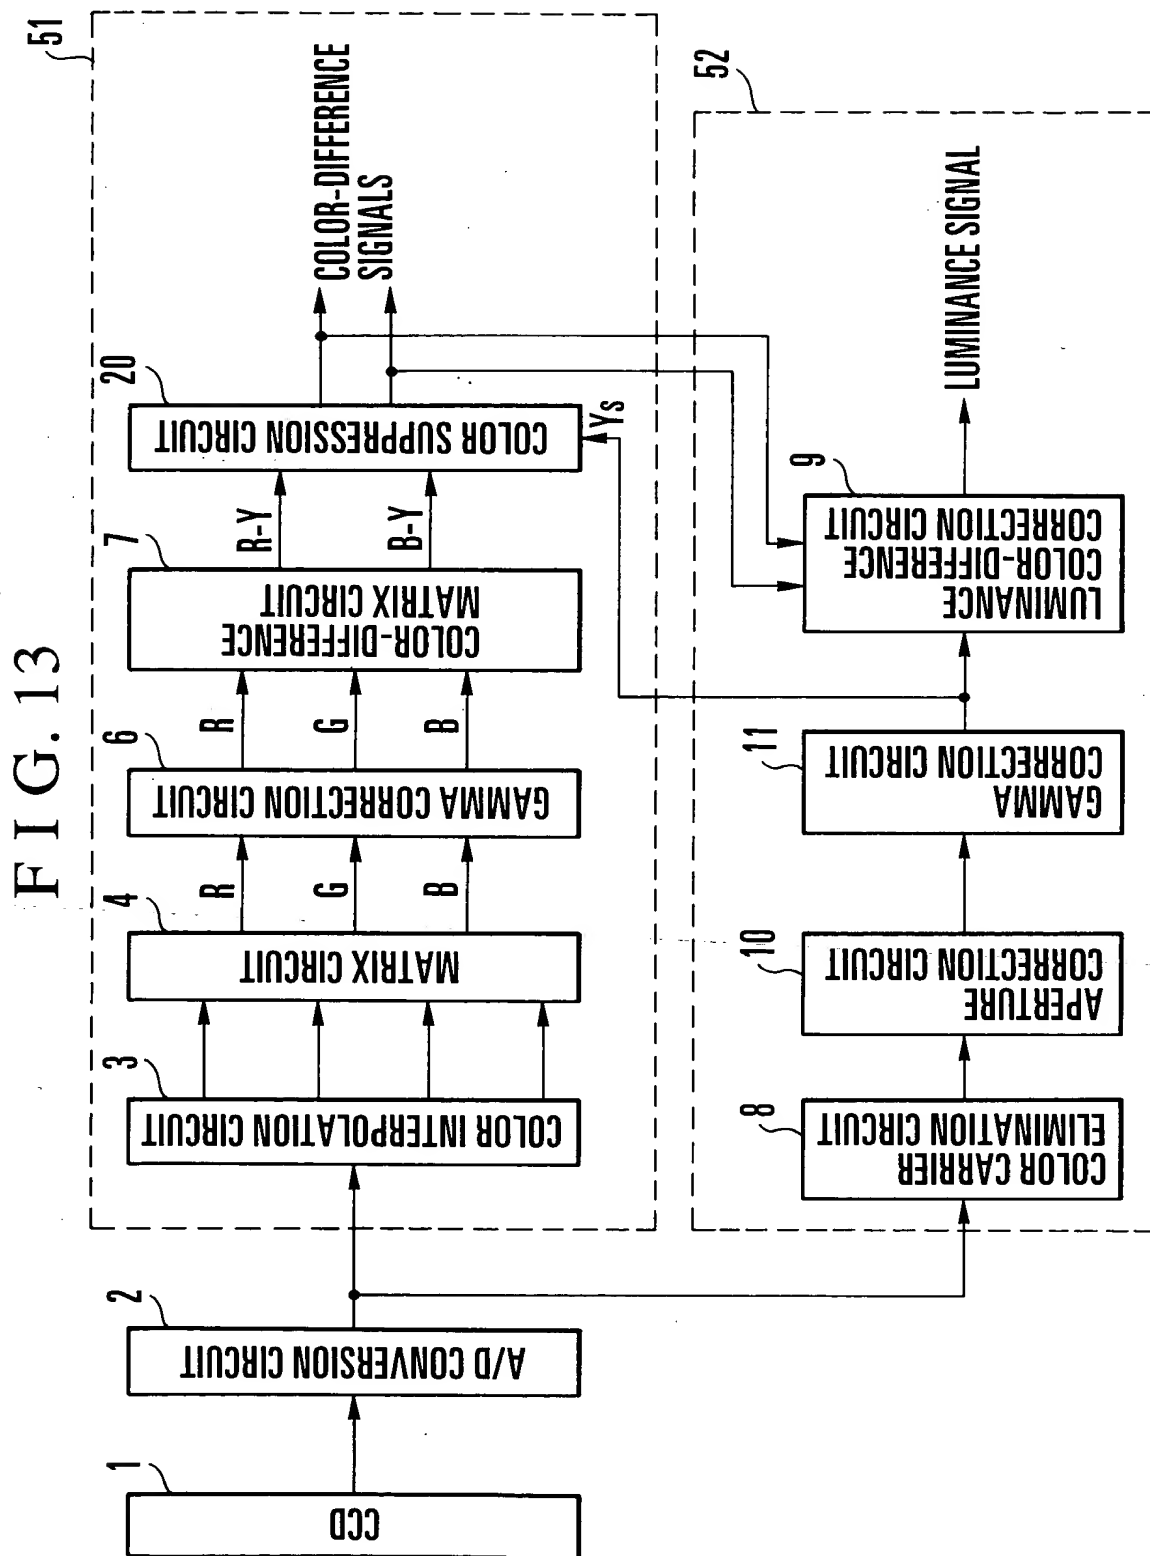 F I G. 13
1
CCD
2
A/D CONVERSION CIRCUIT
51
3
COLOR INTERPOLATION CIRCUIT
4
MATRIX CIRCUIT
R
G
B
6
GAMMA CORRECTION CIRCUIT
R
G
B
7
COLOR-DIFFERENCE
MATRIX CIRCUIT
R-Y
B-Y
20
COLOR SUPPRESSION CIRCUIT
Ys
COLOR-DIFFERENCE
SIGNALS
52
8
COLOR CARRIER
ELIMINATION CIRCUIT
10
APERTURE
CORRECTION CIRCUIT
11
GAMMA
CORRECTION CIRCUIT
9
LUMINANCE
COLOR-DIFFERENCE
CORRECTION CIRCUIT
LUMINANCE SIGNAL